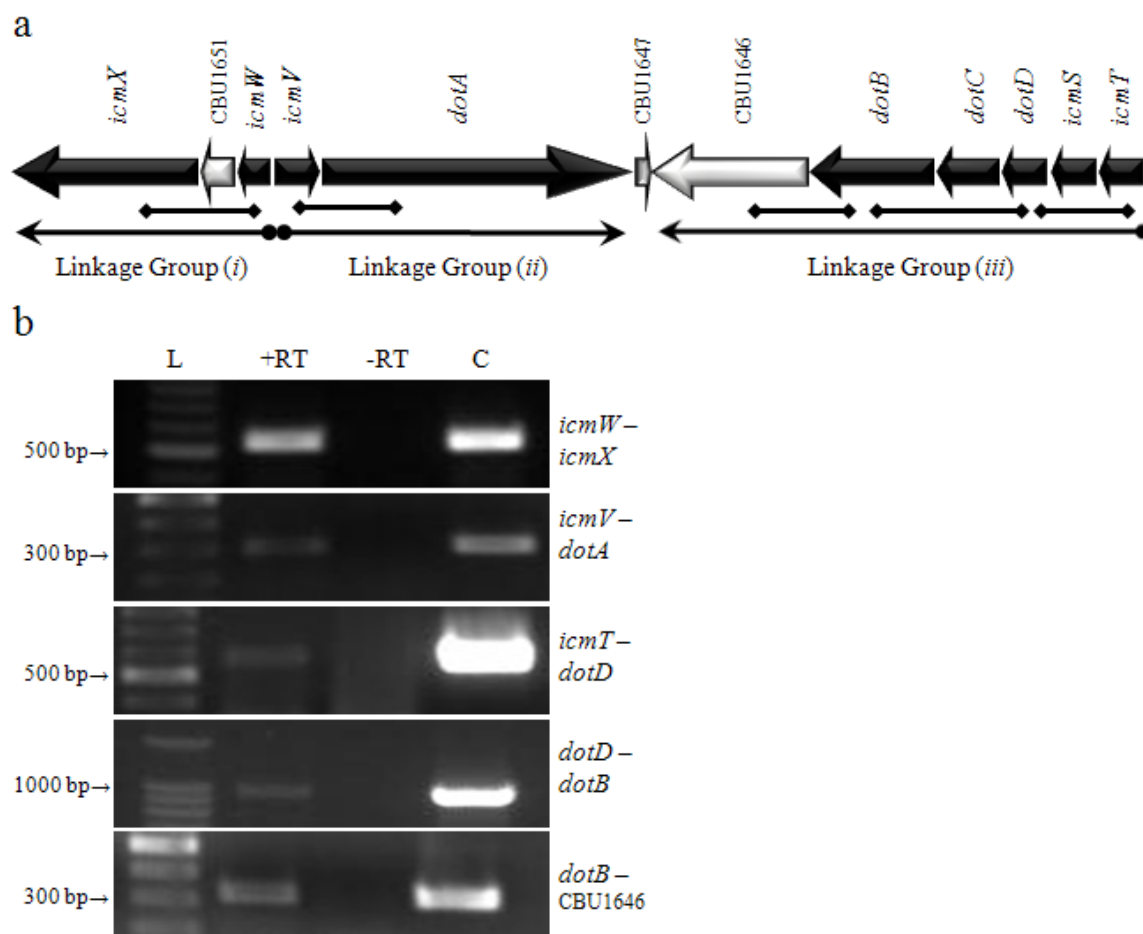 a
icmX
CBU1651
icmW
icmV
dotA
CBU1647
CBU1646
dotB
dotC
dotD
icmS
icmT
Linkage Group (i)
Linkage Group (ii)
Linkage Group (iii)
b
L +RT -RT C
500 bp→
icmW –
icmX
300 bp→
icmV –
dotA
500 bp→
icmT –
dotD
1000 bp→
dotD –
dotB
300 bp→
dotB –
CBU1646